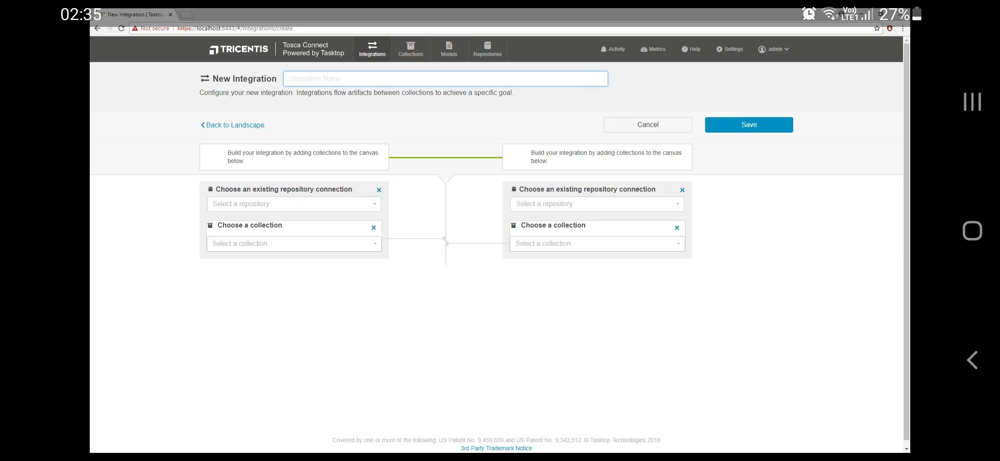 02:35
New Integration | Taskto
Vo))
LTE1
27%
Not secure
https://localhost:8443/#/integrations/create
TRICENTIS
Tosca Connect
Powered by Tasktop
Integrations
Collections
Models
Repositories
Activity
Metrics
Help
Settings
admin
New Integration
Integration Name
Configure your new integration. Integrations flow artifacts between collections to achieve a specific goal.
Back to Landscape
Cancel
Save
Build your integration by adding collections to the canvas
below.
Build your integration by adding collections to the canvas
below.
Choose an existing repository connection
Select a repository
Choose a collection
Select a collection
Choose an existing repository connection
Select a repository
Choose a collection
Select a collection
Covered by one or more of the following: US Patent No. 9,459,839 and US Patent No. 9,342,512. © Tasktop Technologies 2018
3rd Party Trademark Notice